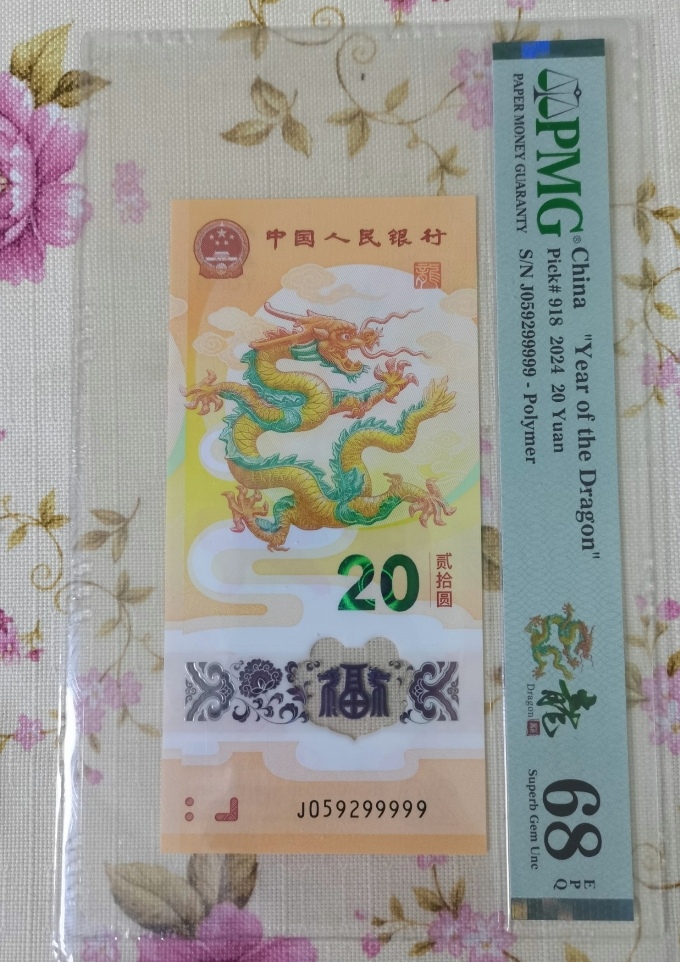 中国人民银行
龍
20
贰拾圆
福
J059299999
PMG®
PAPER MONEY GUARANTY
China "Year of the Dragon"
Pick# 918 2024 20 Yuan
S/N J059299999 - Polymer
龍
Dragon
68
EPQ
Superb Gem Unc